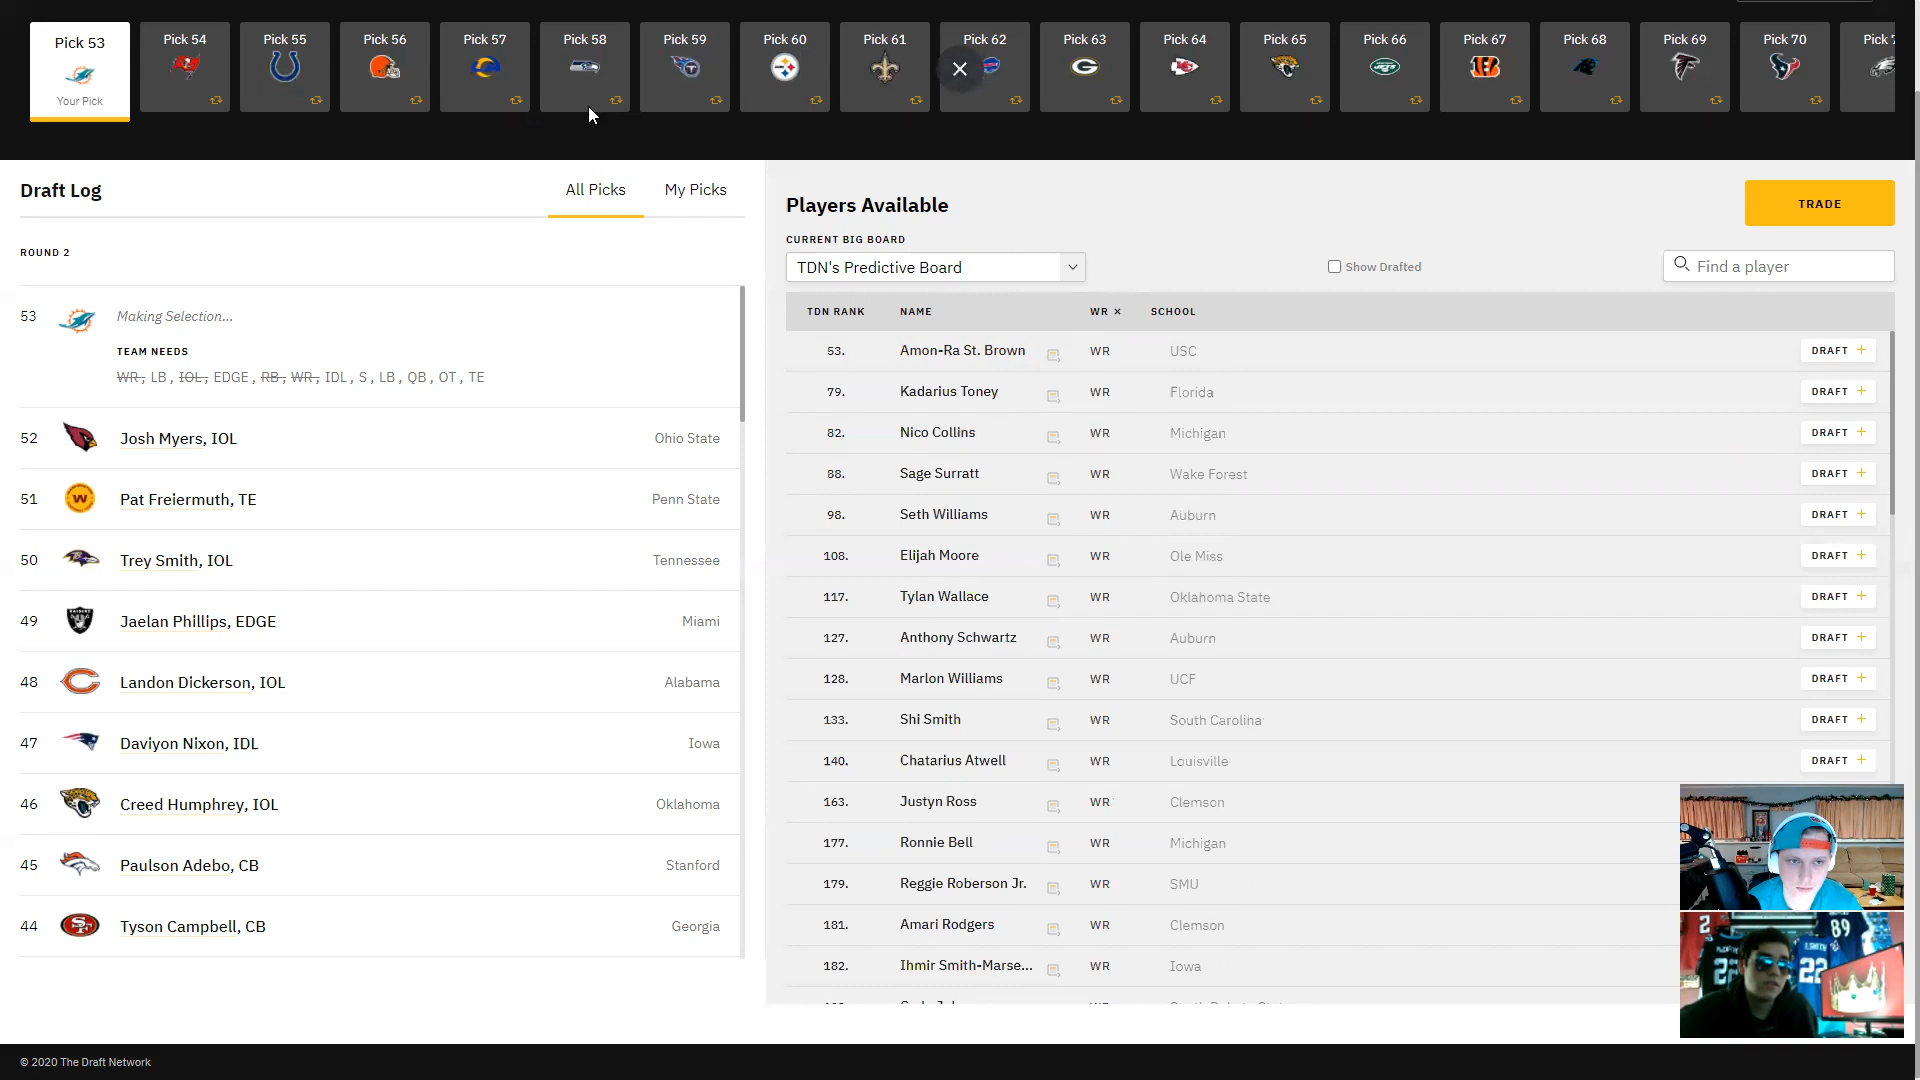 Pick 53
Your Pick
Pick 54
Pick 55
Pick 56
Pick 57
Pick 58
Pick 59
Pick 60
Pick 61
Pick 62
Pick 63
Pick 64
Pick 65
Pick 66
Pick 67
Pick 68
Pick 69
Pick 70
Pick
Draft Log
All Picks
My Picks
ROUND 2
53 Making Selection...
TEAM NEEDS
WR, LB, IOL, EDGE, RB, WR, IDL, S, LB, QB, OT, TE
52 Josh Myers, IOL Ohio State
51 Pat Freiermuth, TE Penn State
50 Trey Smith, IOL Tennessee
49 Jaelan Phillips, EDGE Miami
48 Landon Dickerson, IOL Alabama
47 Daviyon Nixon, IDL Iowa
46 Creed Humphrey, IOL Oklahoma
45 Paulson Adebo, CB Stanford
44 Tyson Campbell, CB Georgia
Players Available
TRADE
CURRENT BIG BOARD
TDN's Predictive Board
Show Drafted
Find a player
TDN RANK NAME WR × SCHOOL
53. Amon-Ra St. Brown WR USC DRAFT +
79. Kadarius Toney WR Florida DRAFT +
82. Nico Collins WR Michigan DRAFT +
88. Sage Surratt WR Wake Forest DRAFT +
98. Seth Williams WR Auburn DRAFT +
108. Elijah Moore WR Ole Miss DRAFT +
117. Tylan Wallace WR Oklahoma State DRAFT +
127. Anthony Schwartz WR Auburn DRAFT +
128. Marlon Williams WR UCF DRAFT +
133. Shi Smith WR South Carolina DRAFT +
140. Chatarius Atwell WR Louisville DRAFT +
163. Justyn Ross WR Clemson
177. Ronnie Bell WR Michigan
179. Reggie Roberson Jr. WR SMU
181. Amari Rodgers WR Clemson
182. Ihmir Smith-Marse... WR Iowa
© 2020 The Draft Network